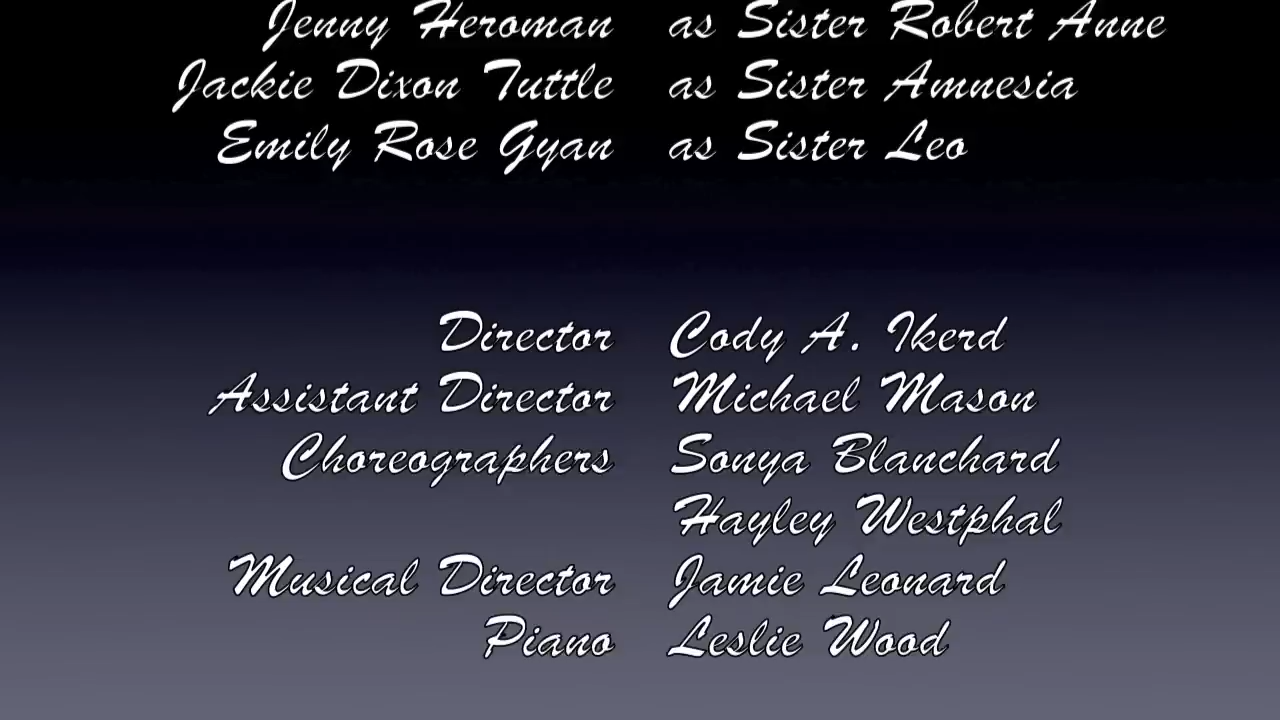 Jenny Heroman as Sister Robert Anne
Jackie Dixon Tuttle as Sister Amnesia
Emily Rose Gyan as Sister Leo
Director Cody A. Ikerd
Assistant Director Michael Mason
Choreographers Sonya Blanchard
Hayley Westphal
Musical Director Jamie Leonard
Piano Leslie Wood